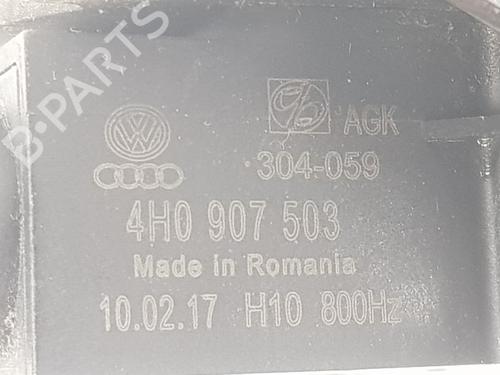 B-PARTS
AGK
304-059
4H0 907 503
Made in Romania
10.02.17 H10 800Hz